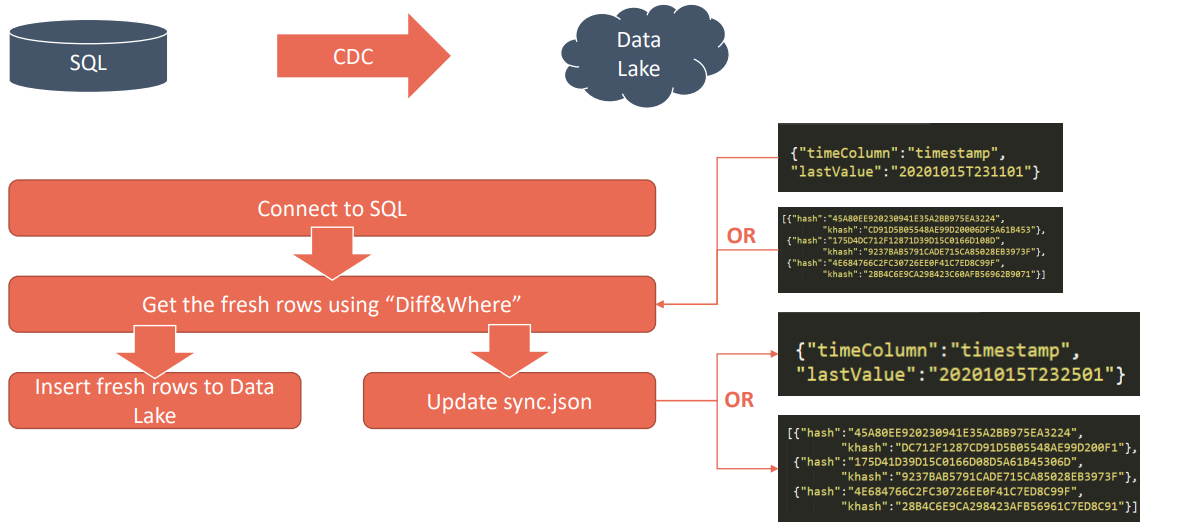 SQL
CDC
Data
Lake
Connect to SQL
Get the fresh rows using “Diff&Where”
Insert fresh rows to Data
Lake
Update sync.json
{"timeColumn":"timestamp",
"lastValue":"20201015T231101"}
OR
[{"hash":"45A80EE920230941E35A2BB975EA3224",
"khash":"CD91D5B05548AE99D20006DF5A61B453"},
{"hash":"175D4DC712F12871D39D15C0166D108D",
"khash":"9237BAB5791CADE715CA85028EB3973F"},
{"hash":"4E684766C2FC30726EE0F41C7ED8C99F",
"khash":"28B4C6E9CA298423C60AFB56962B9071"}]
{"timeColumn":"timestamp",
"lastValue":"20201015T232501"}
OR
[{"hash":"45A80EE920230941E35A2BB975EA3224",
"khash":"DC712F1287CD91D5B05548AE99D200F1"},
{"hash":"175D41D39D15C0166D08D5A61B45306D",
"khash":"9237BAB5791CADE715CA85028EB3973F"},
{"hash":"4E684766C2FC30726EE0F41C7ED8C99F",
"khash":"28B4C6E9CA298423AFB56961C7ED8C91"}]